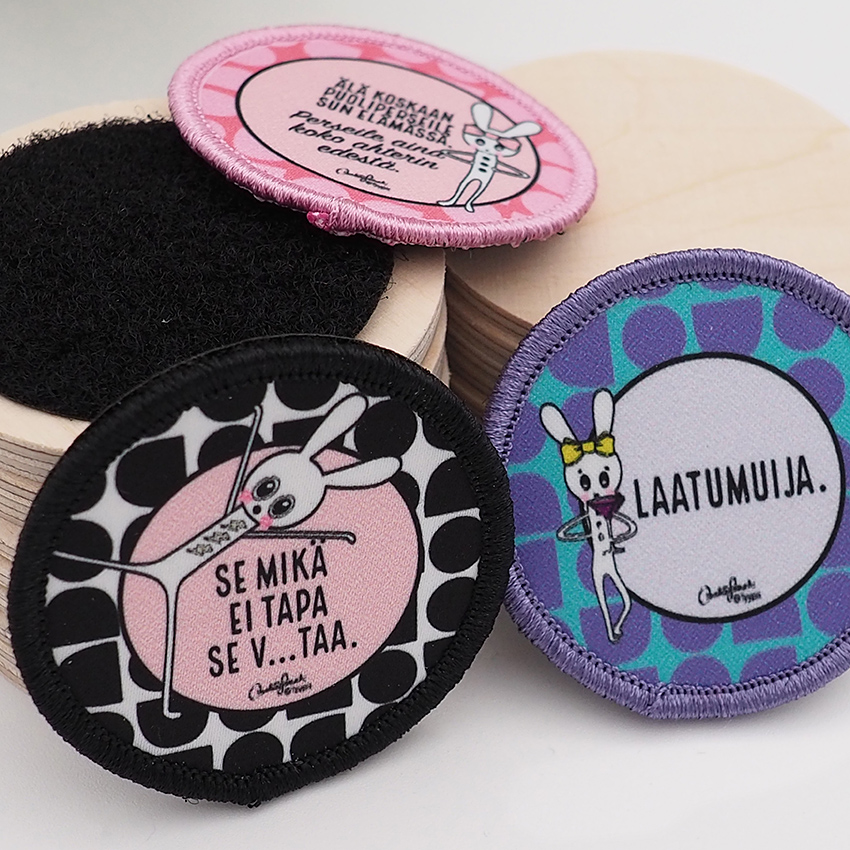 ÄLÄ KOSKAAN
PUOLIPERSEILE
SUN ELÄMÄSSÄ.
Perseile aina
koko ahterin
edestä.
SE MIKÄ
EI TAPA
SE V...TAA.
LAATUMUIJA.